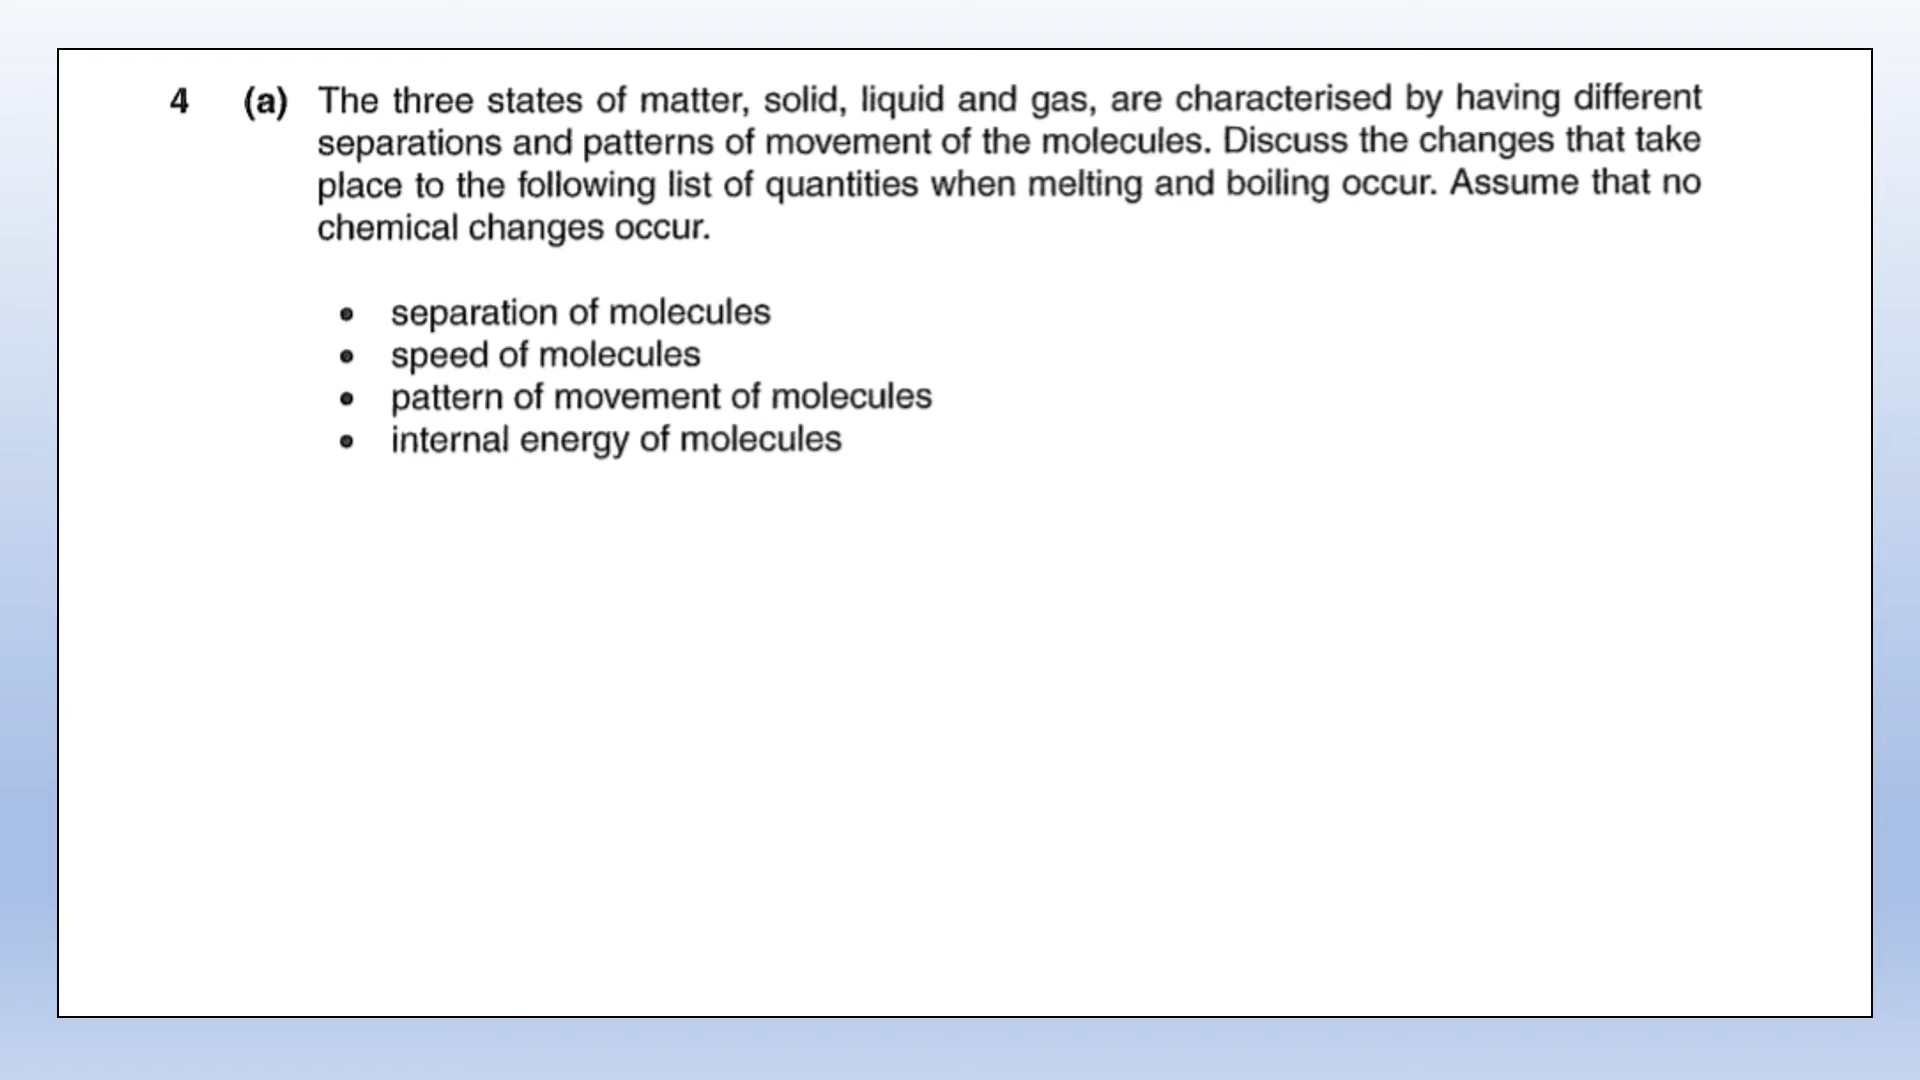 4 (a) The three states of matter, solid, liquid and gas, are characterised by having different
separations and patterns of movement of the molecules. Discuss the changes that take
place to the following list of quantities when melting and boiling occur. Assume that no
chemical changes occur.
• separation of molecules
• speed of molecules
• pattern of movement of molecules
• internal energy of molecules